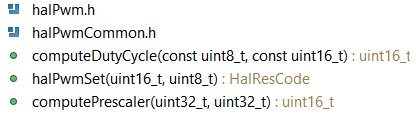 halPwm.h
halPwmCommon.h
computeDutyCycle(const uint8_t, const uint16_t) : uint16_t
halPwmSet(uint16_t, uint8_t) : HalResCode
computePrescaler(uint32_t, uint32_t) : uint16_t